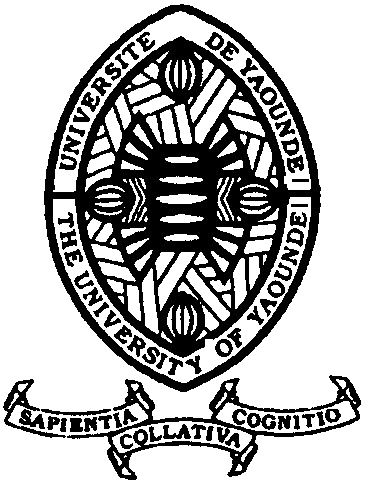 UNIVERSITE DE YAOUNDE I
THE UNIVERSITY OF YAOUNDE I
SAPIENTIA
COLLATIVA
COGNITIO